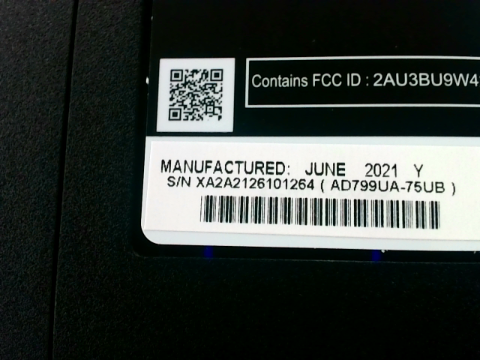 Contains FCC ID : 2AU3BU9W4
MANUFACTURED: JUNE 2021 Y
S/N XA2A2126101264 ( AD799UA-75UB )